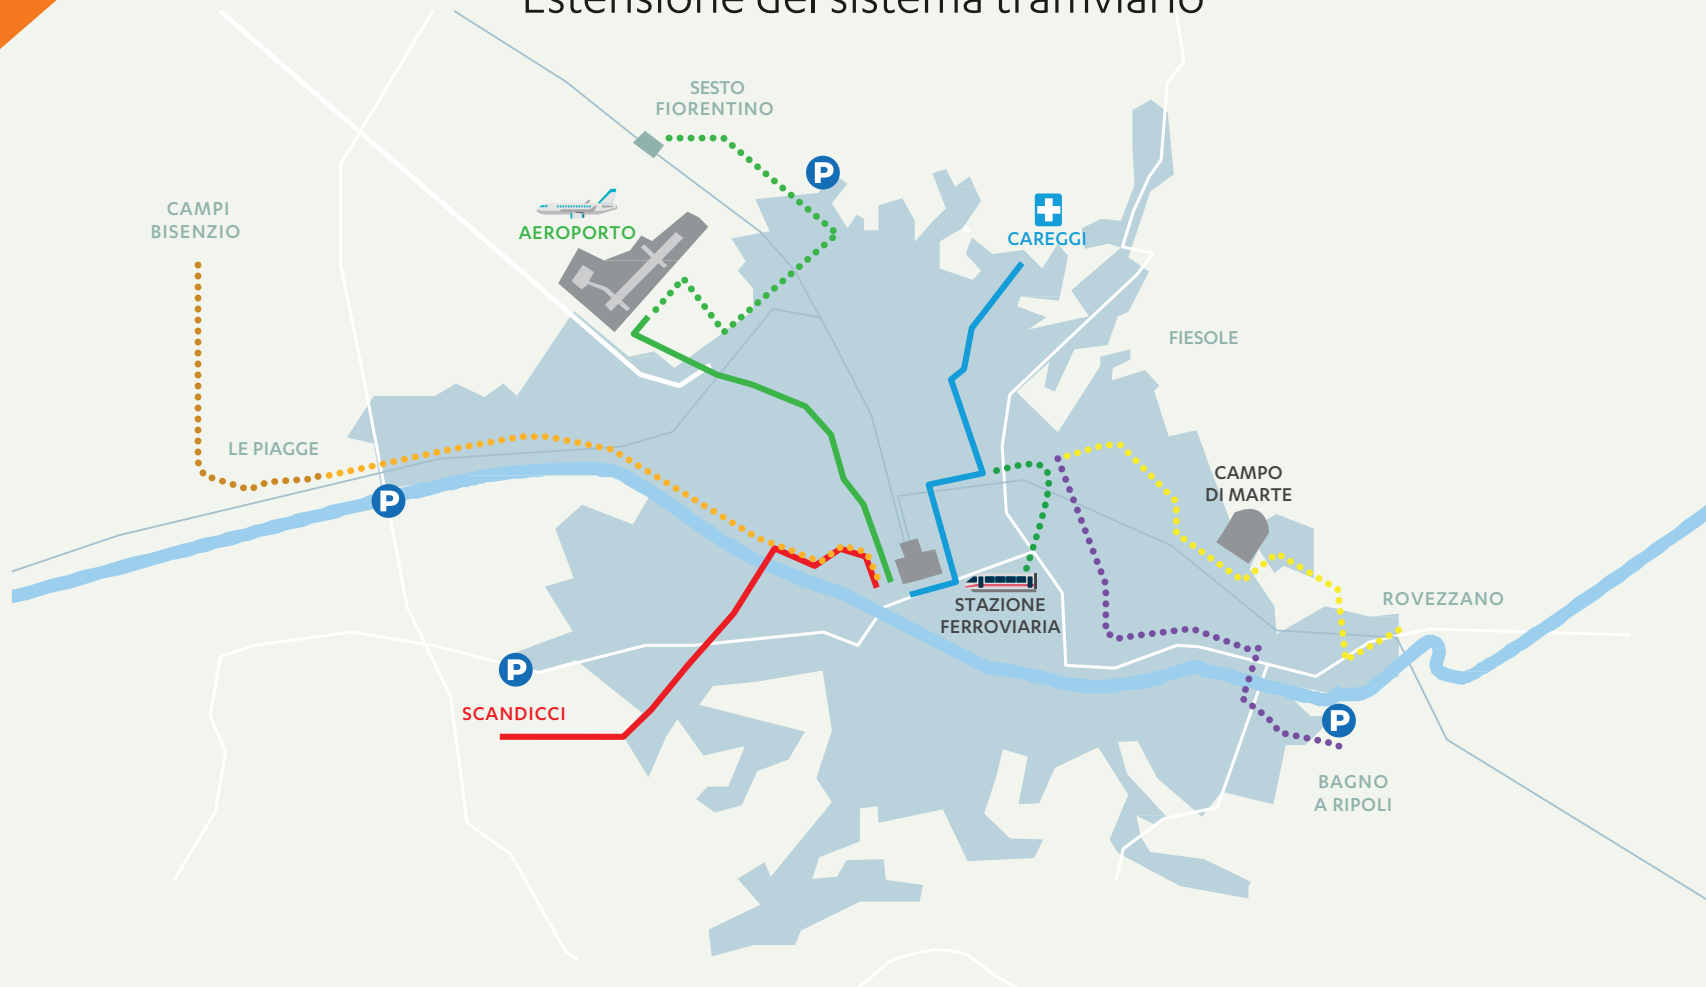 Estensione del sistema tramviario
SESTO
FIORENTINO
P
CAMPI
BISENZIO
AEROPORTO
CAREGGI
FIESOLE
LE PIAGGE
CAMPO
DI MARTE
P
STAZIONE
FERROVIARIA
ROVEZZANO
P
SCANDICCI
P
BAGNO
A RIPOLI